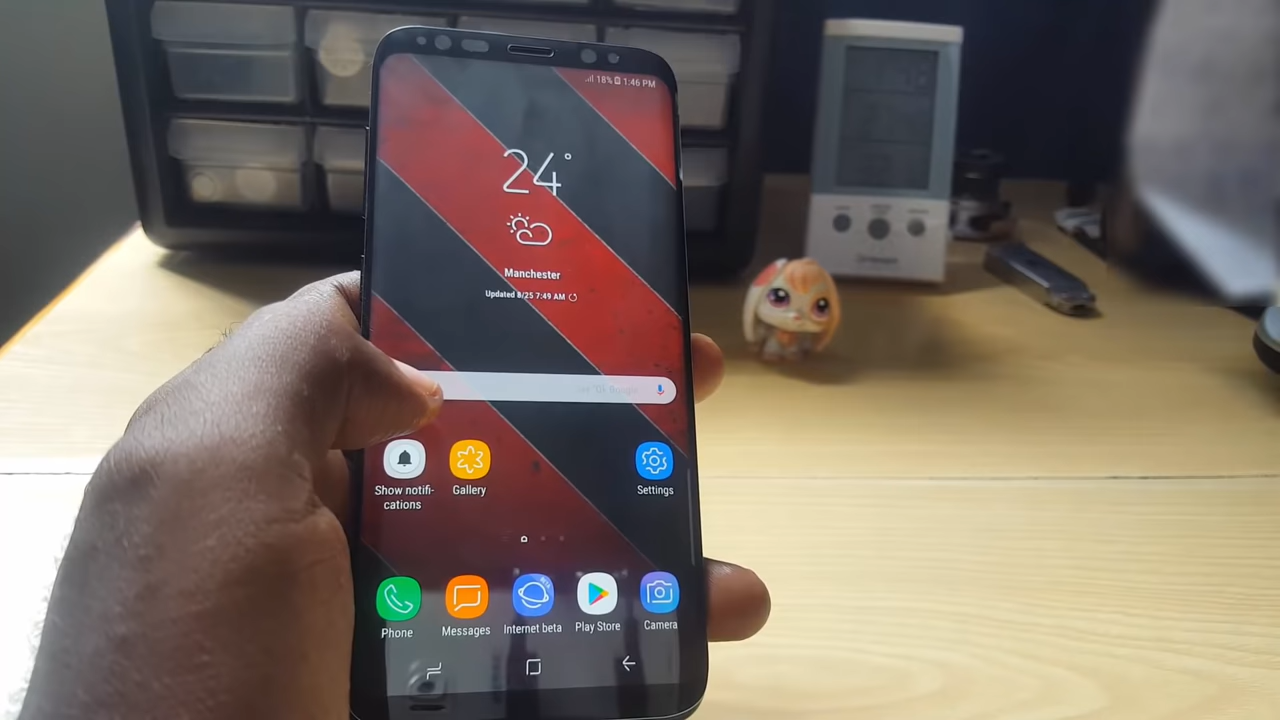 18% 1:46 PM
24°
Manchester
Updated 8/25 7:49 AM
Show notifi-
cations
Gallery
Settings
Phone
Messages
Internet beta
Play Store
Camera